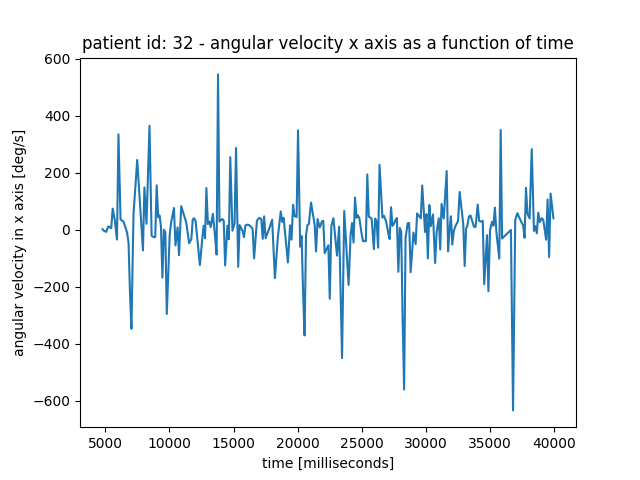 patient id: 32 - angular velocity x axis as a function of time
600
400
200
0
−200
−400
−600
angular velocity in x axis [deg/s]
5000 10000 15000 20000 25000 30000 35000 40000
time [milliseconds]